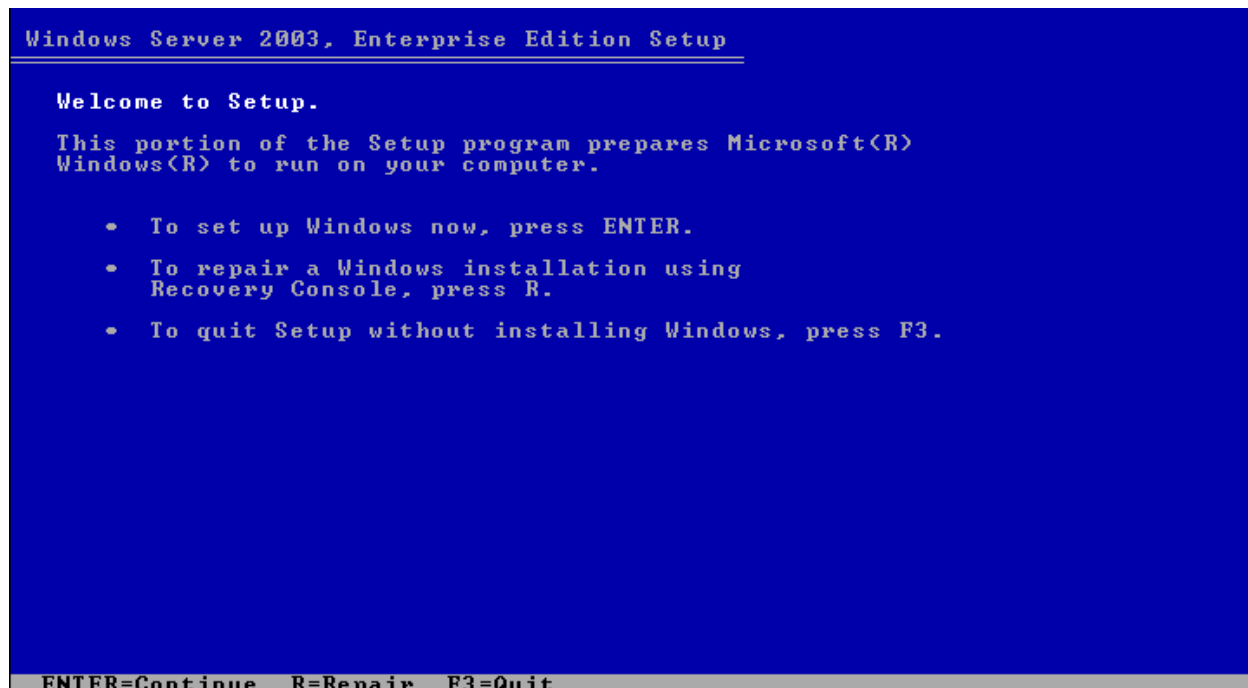 Windows Server 2003, Enterprise Edition Setup
Welcome to Setup.
This portion of the Setup program prepares Microsoft(R)
Windows(R) to run on your computer.
• To set up Windows now, press ENTER.
• To repair a Windows installation using
Recovery Console, press R.
• To quit Setup without installing Windows, press F3.
ENTER=Continue R=Repair F3=Quit